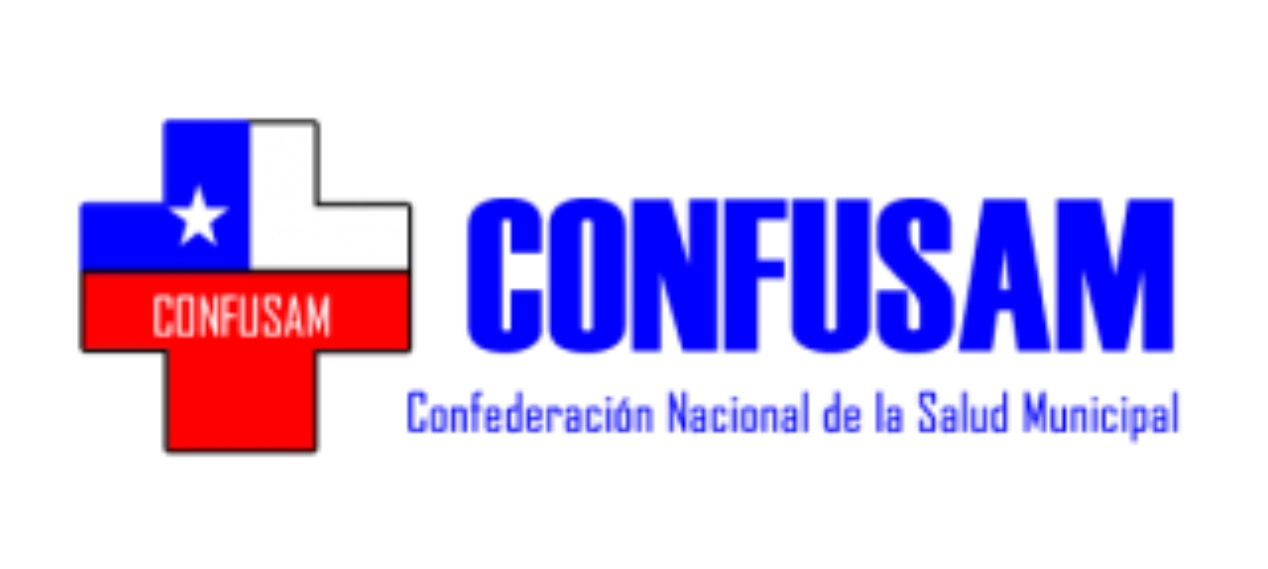 CONFUSAM
CONFUSAM
Confederación Nacional de la Salud Municipal